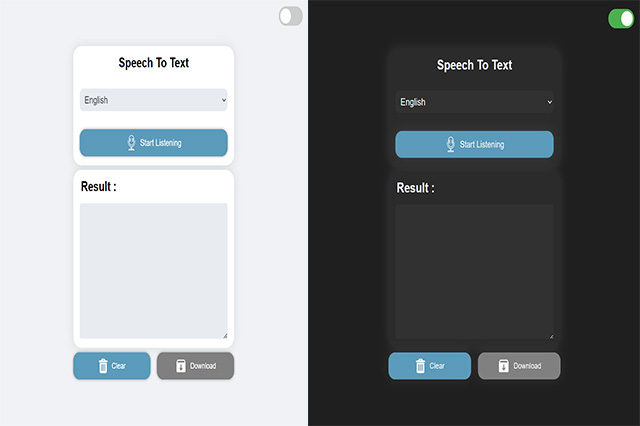 Speech To Text
English
Start Listening
Result :
Clear
Download
Speech To Text
English
Start Listening
Result :
Clear
Download